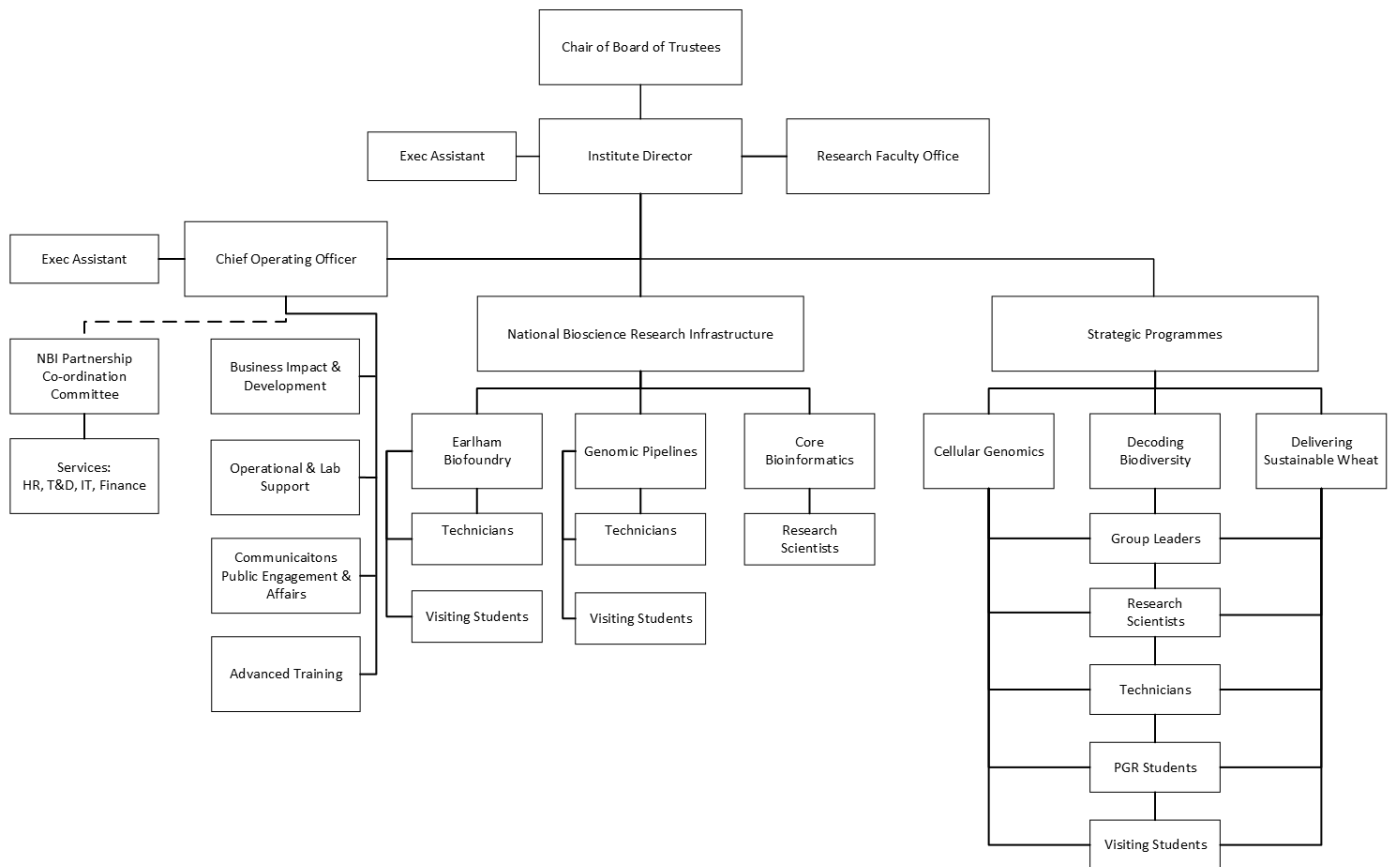 Chair of Board of Trustees
Exec Assistant
Institute Director
Research Faculty Office
Exec Assistant
Chief Operating Officer
National Bioscience Research Infrastructure
Strategic Programmes
NBI Partnership
Co-ordination
Committee
Services:
HR, T&D, IT, Finance
Business Impact &
Development
Operational & Lab
Support
Communicaitons
Public Engagement &
Affairs
Advanced Training
Earlham
Biofoundry
Technicians
Visiting Students
Genomic Pipelines
Technicians
Visiting Students
Core
Bioinformatics
Research
Scientists
Cellular Genomics
Decoding
Biodiversity
Delivering
Sustainable Wheat
Group Leaders
Research
Scientists
Technicians
PGR Students
Visiting Students